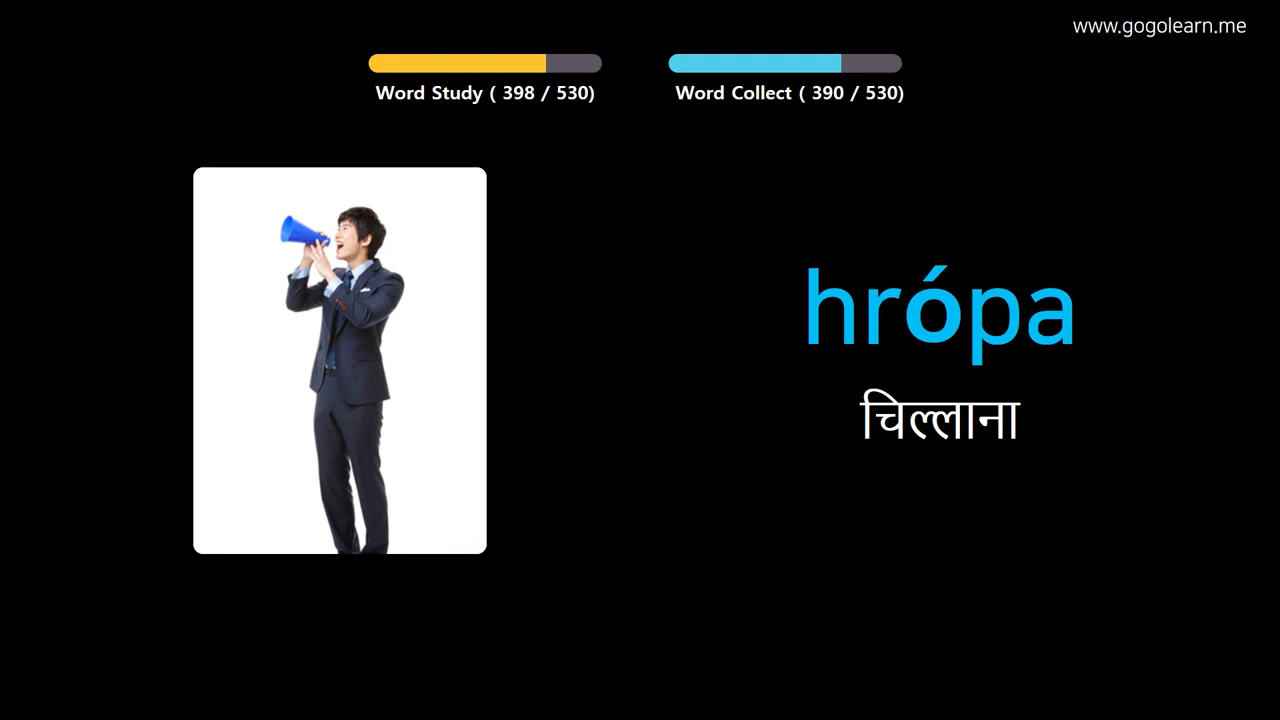 www.gogolearn.me
Word Study ( 398 / 530)
Word Collect ( 390 / 530)
hrópa
चिल्लाना